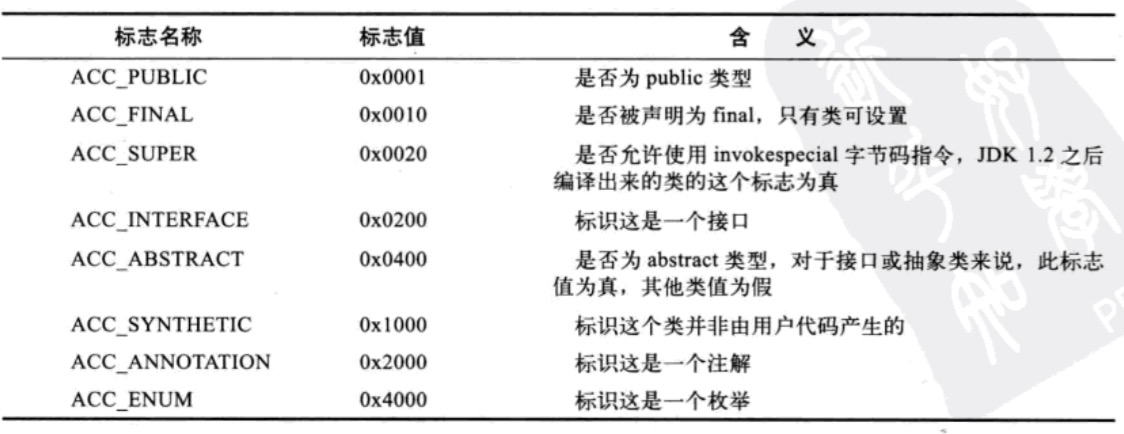 标志名称 标志值 含 义
ACC_PUBLIC 0x0001 是否为 public 类型
ACC_FINAL 0x0010 是否被声明为 final，只有类可设置
ACC_SUPER 0x0020 是否允许使用 invokespecial 字节码指令，JDK 1.2 之后
编译出来的类的这个标志为真
ACC_INTERFACE 0x0200 标识这是一个接口
ACC_ABSTRACT 0x0400 是否为 abstract 类型，对于接口或抽象类来说，此标志
值为真，其他类值为假
ACC_SYNTHETIC 0x1000 标识这个类并非由用户代码产生的
ACC_ANNOTATION 0x2000 标识这是一个注解
ACC_ENUM 0x4000 标识这是一个枚举